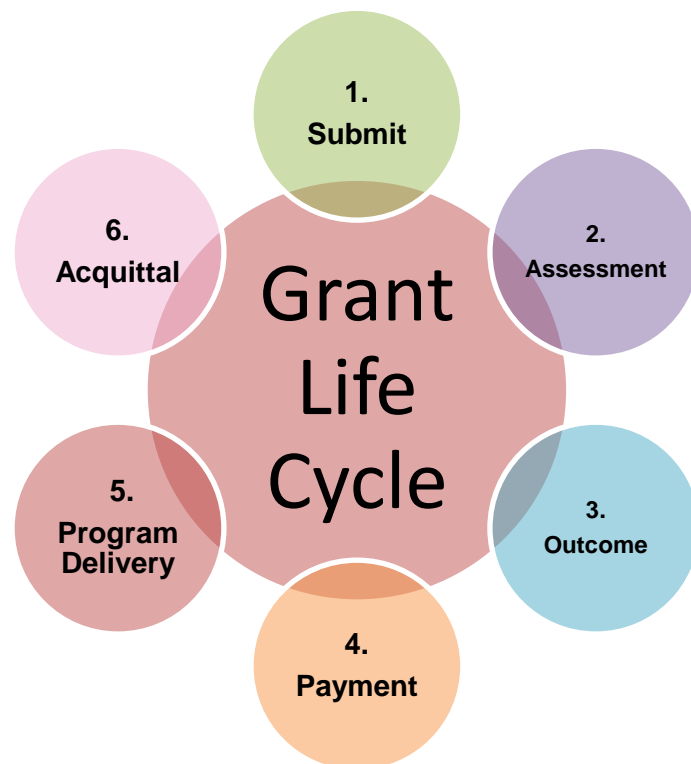 1.
Submit
2.
Assessment
3.
Outcome
4.
Payment
5.
Program
Delivery
6.
Acquittal
Grant
Life
Cycle